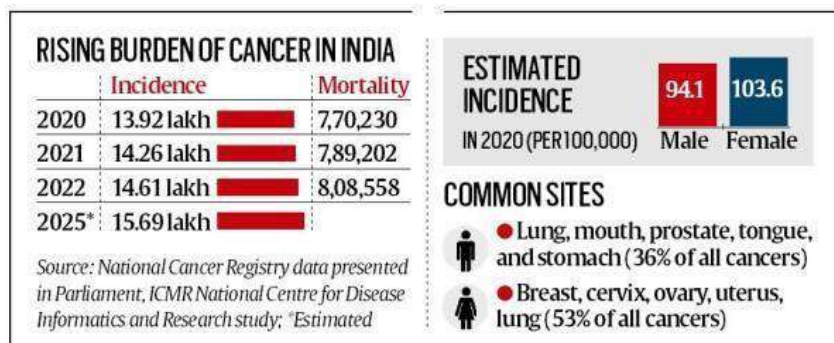 RISING BURDEN OF CANCER IN INDIA
Incidence Mortality
2020 13.92 lakh 7,70,230
2021 14.26 lakh 7,89,202
2022 14.61 lakh 8,08,558
2025* 15.69 lakh
Source: National Cancer Registry data presented
in Parliament, ICMR National Centre for Disease
Informatics and Research study; *Estimated
ESTIMATED
INCIDENCE
IN 2020 (PER100,000)
94.1 103.6
Male Female
COMMON SITES
● Lung, mouth, prostate, tongue,
and stomach (36% of all cancers)
● Breast, cervix, ovary, uterus,
lung (53% of all cancers)